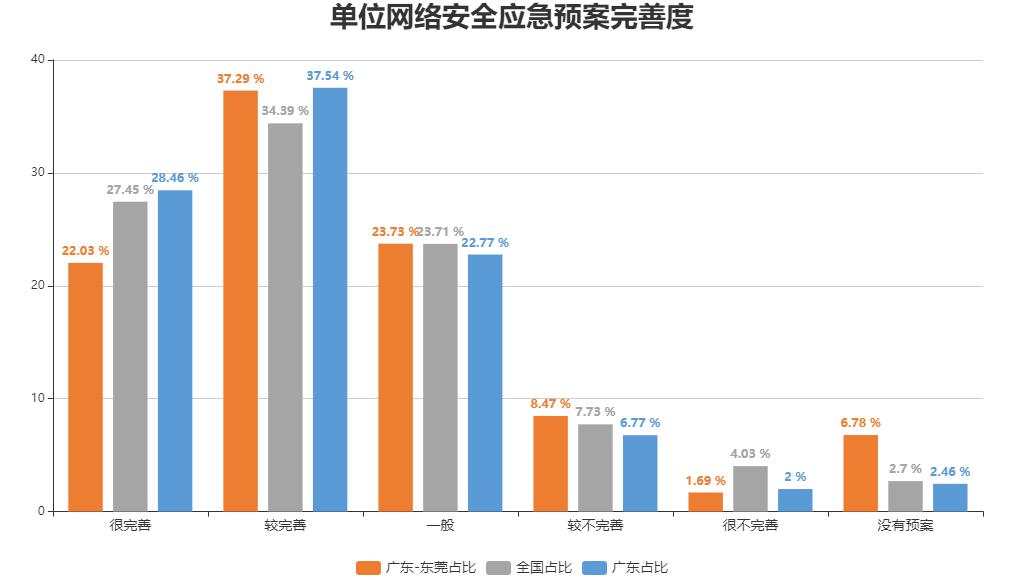 单位网络安全应急预案完善度
40
30
20
10
0
22.03 %
27.45 %
28.46 %
37.29 %
34.39 %
37.54 %
23.73 %
23.71 %
22.77 %
8.47 %
7.73 %
6.77 %
1.69 %
4.03 %
2 %
6.78 %
2.7 %
2.46 %
很完善
较完善
一般
较不完善
很不完善
没有预案
广东-东莞占比
全国占比
广东占比